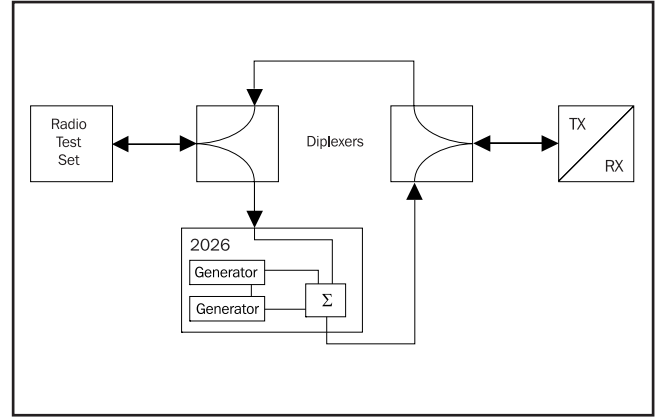 Radio
Test
Set
Diplexers
TX
RX
2026
Generator
Generator
Σ